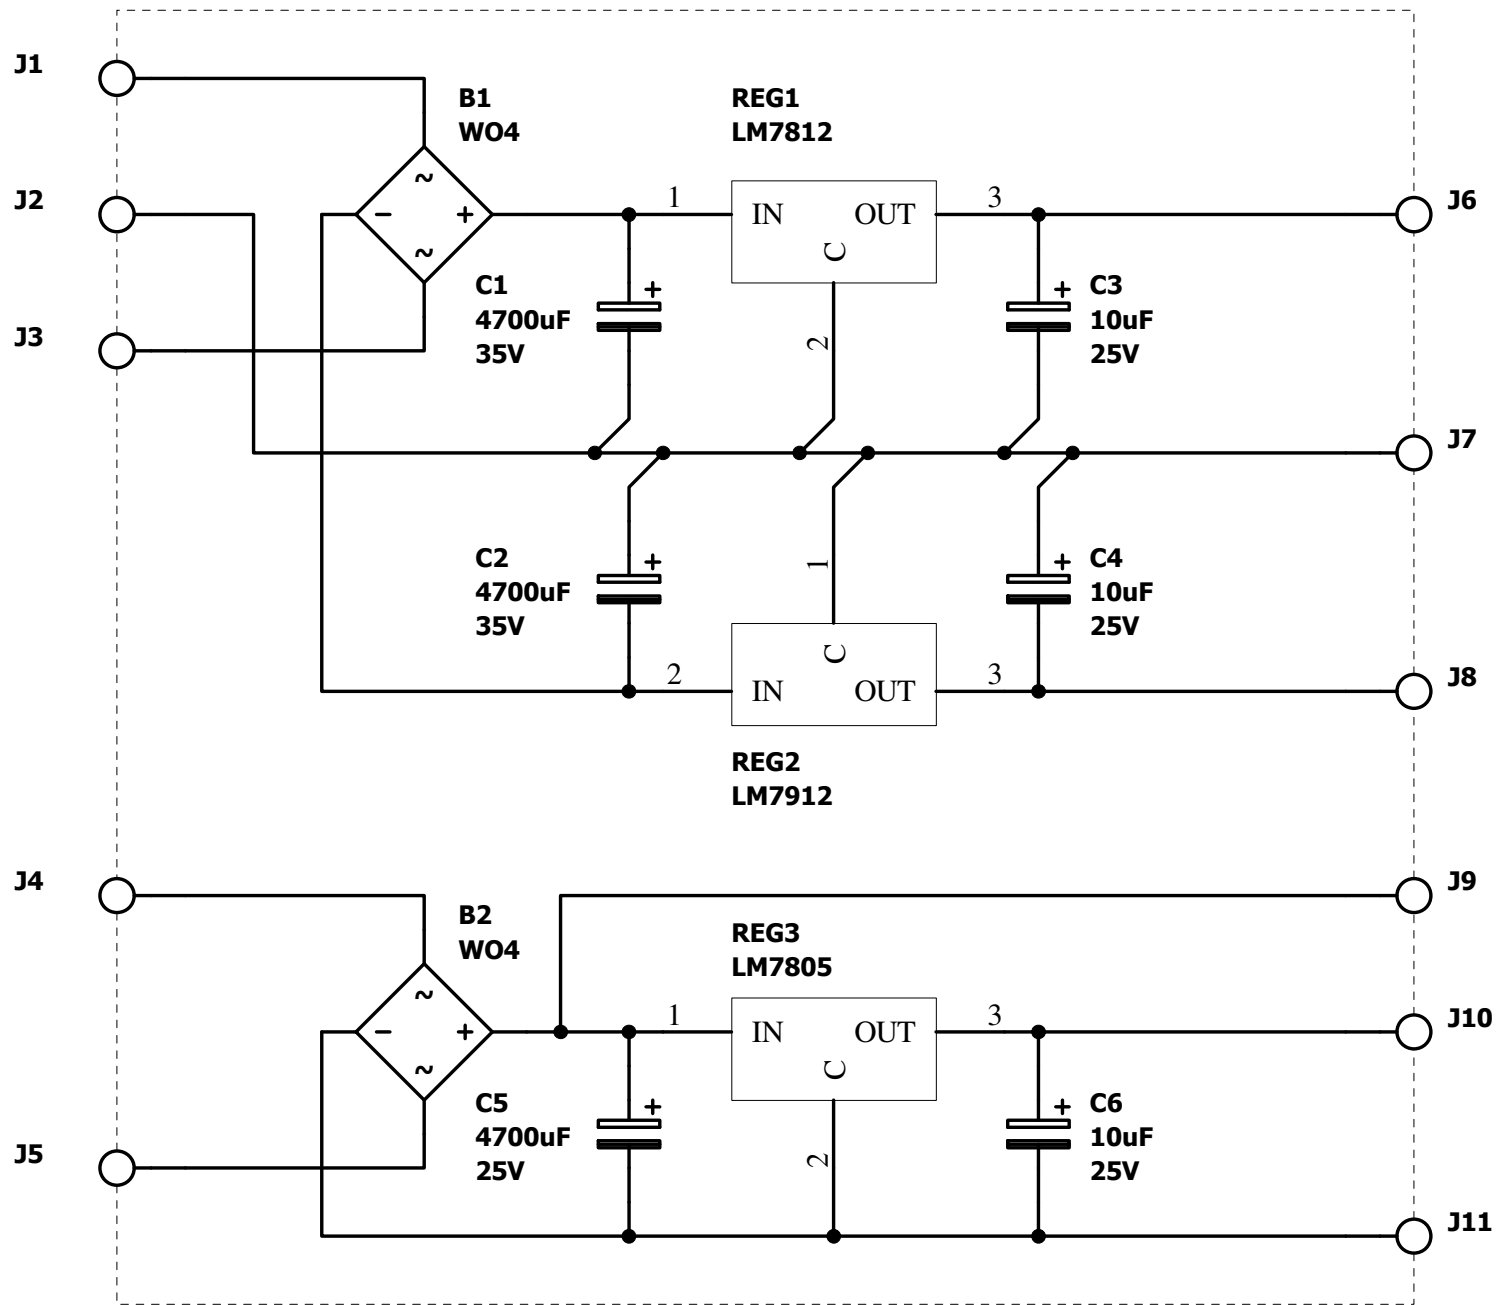 J1
B1
WO4
REG1
LM7812
J2
~
- +
~
1
IN OUT
C
3
J6
C1
4700uF
35V
+
2
+
C3
10uF
25V
J3
J7
C2
4700uF
35V
+
1
+
C4
10uF
25V
2
C
IN OUT
3
J8
REG2
LM7912
J4
B2
WO4
J9
REG3
LM7805
~
- +
~
1
IN OUT
C
3
J10
C5
4700uF
25V
+
2
+
C6
10uF
25V
J5
J11